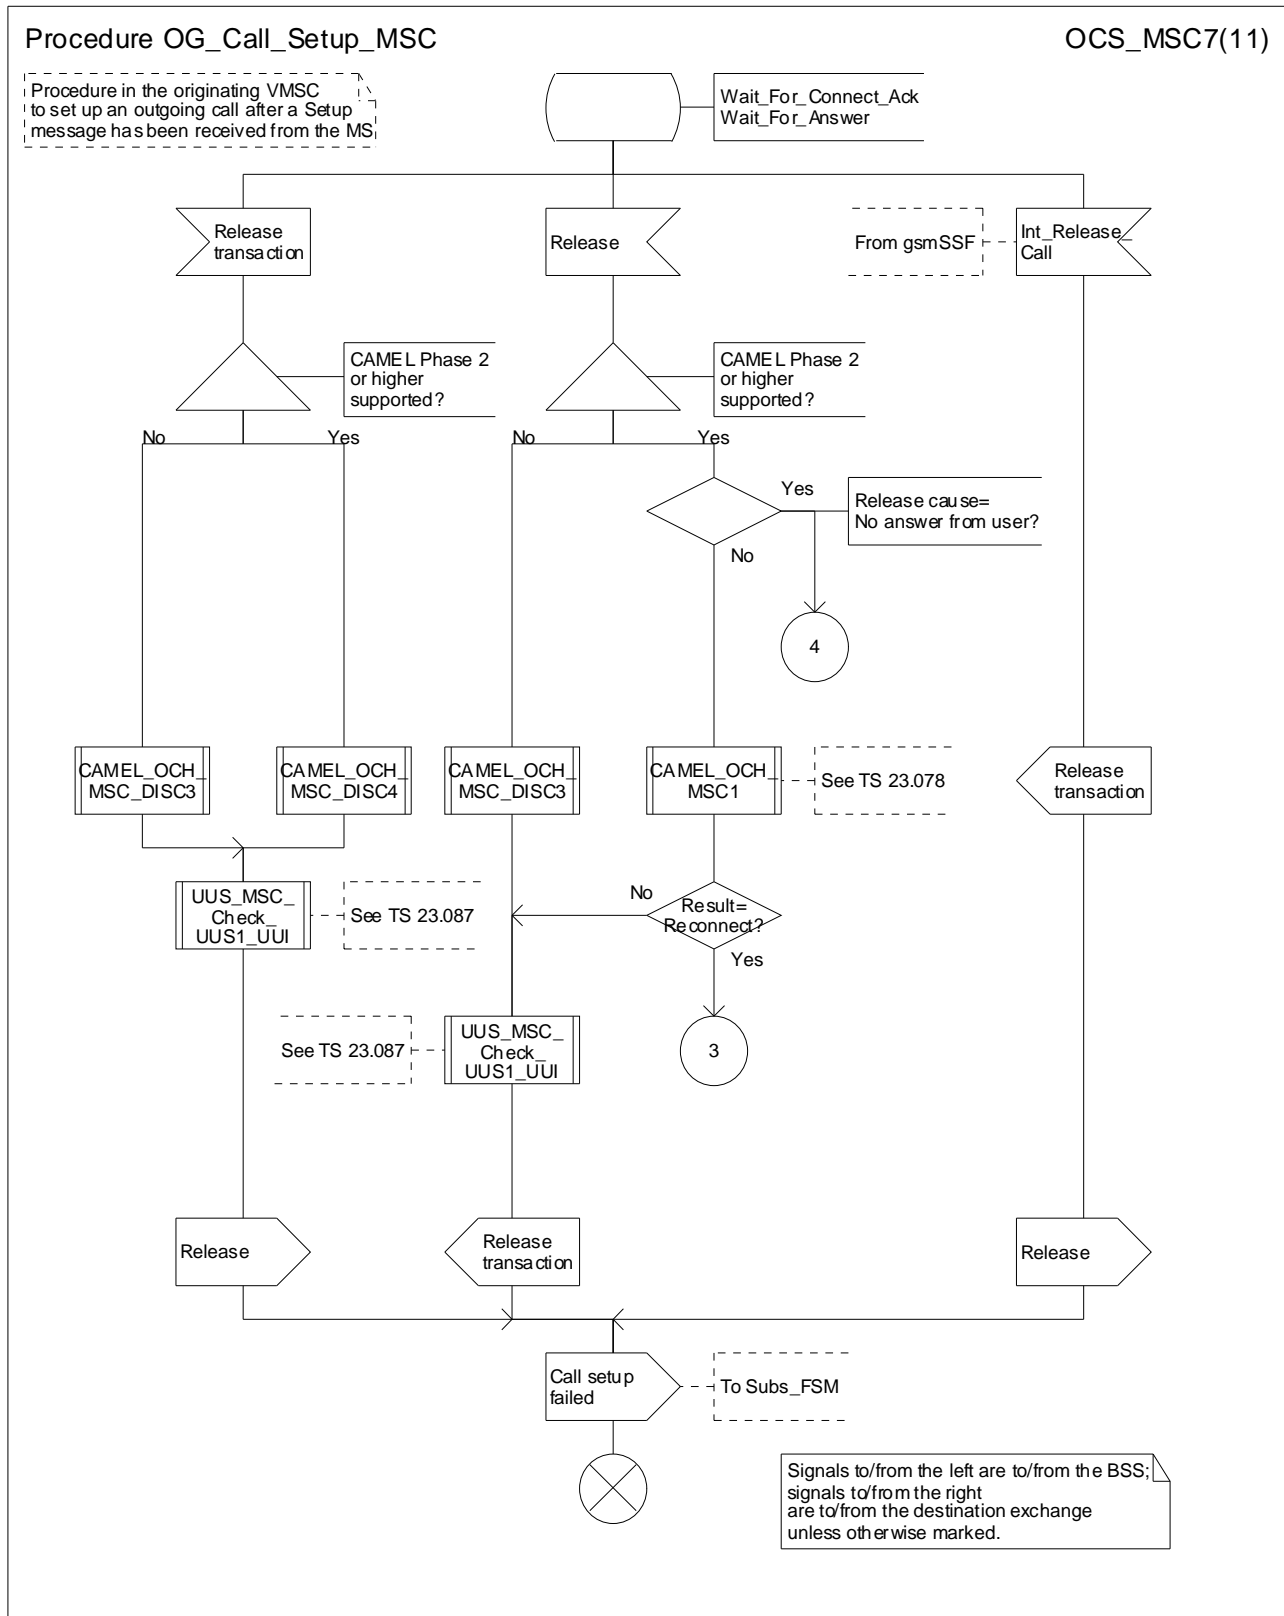 Procedure OG_Call_Setup_MSC
OCS_MSC7(11)
Procedure in the originating VMSC
to set up an outgoing call after a Setup
message has been received from the MS
Wait_For_Connect_Ack
Wait_For_Answer
Release
transaction
Release
From gsmSSF
Int_Release_
Call
CAMEL Phase 2
or higher
supported?
CAMEL Phase 2
or higher
supported?
No
Yes
No
Yes
Yes
Release cause=
No answer from user?
No
4
CAMEL_OCH_
MSC_DISC3
CAMEL_OCH_
MSC_DISC4
CAMEL_OCH_
MSC_DISC3
CAMEL_OCH_
MSC1
See TS 23.078
Release
transaction
UUS_MSC_
Check_
UUS1_UUI
See TS 23.087
No
Result=
Reconnect?
Yes
See TS 23.087
UUS_MSC_
Check_
UUS1_UUI
3
Release
Release
transaction
Release
Call setup
failed
To Subs_FSM
Signals to/from the left are to/from the BSS;
signals to/from the right
are to/from the destination exchange
unless otherwise marked.